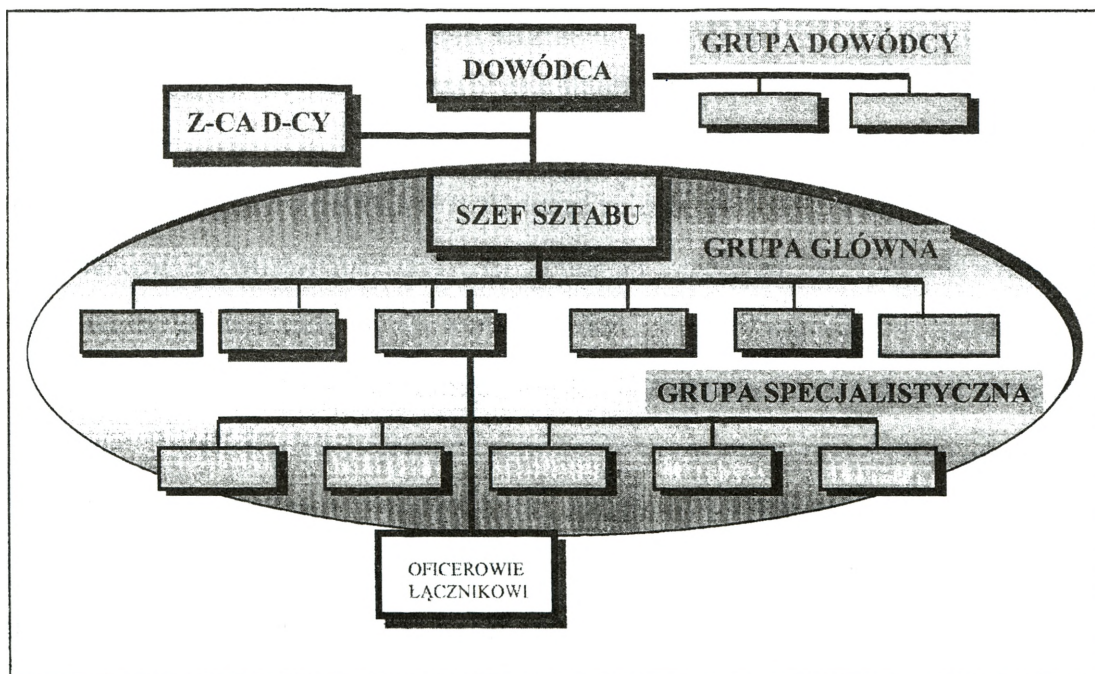 GRUPA DOWÓDCY
DOWÓDCA
Z-CA D-CY
SZEF SZTABU
GRUPA GŁÓWNA
GRUPA SPECJALISTYCZNA
OFICEROWIE
ŁĄCZNIKOWI